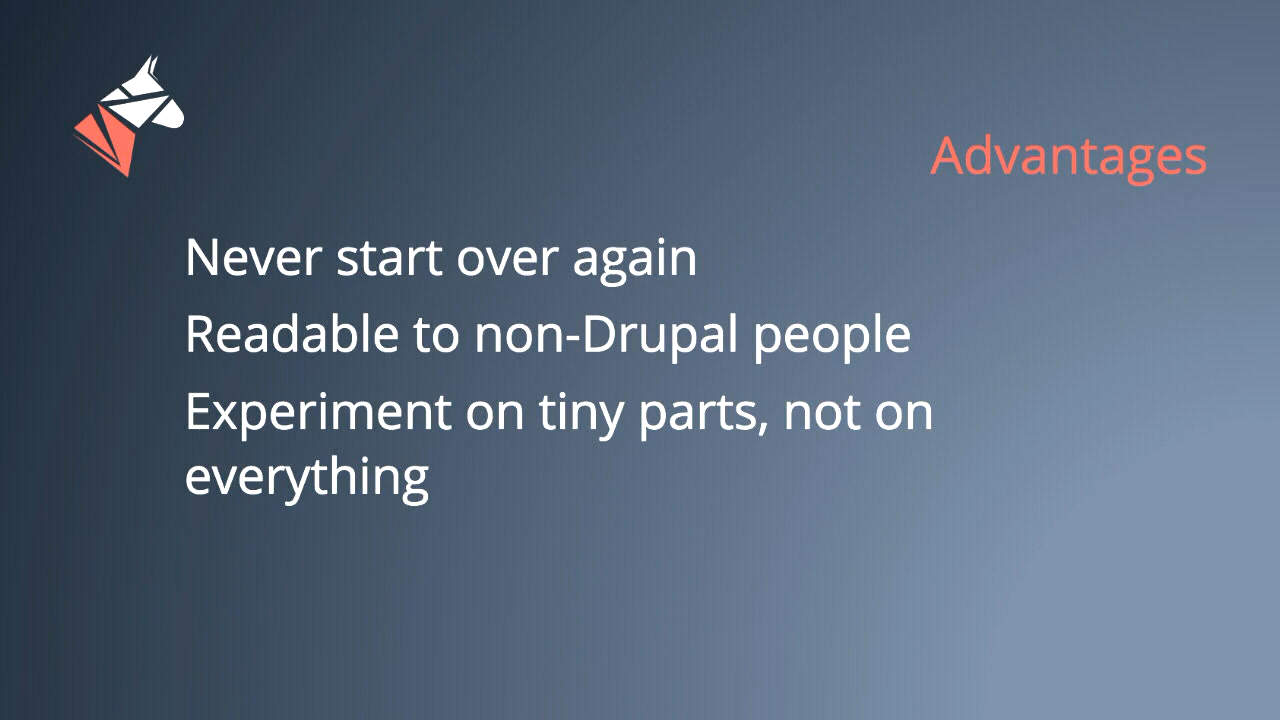 Advantages
Never start over again
Readable to non-Drupal people
Experiment on tiny parts, not on
everything